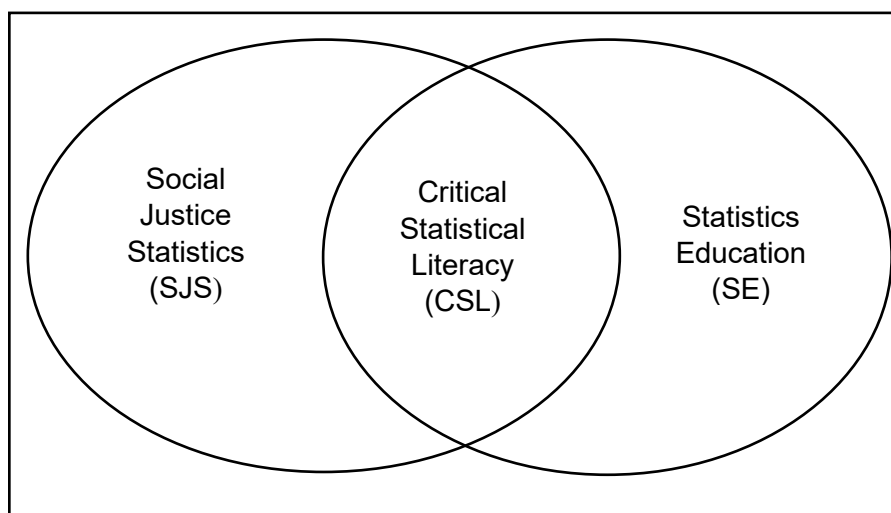 Social
Justice
Statistics
(SJS)
Critical
Statistical
Literacy
(CSL)
Statistics
Education
(SE)